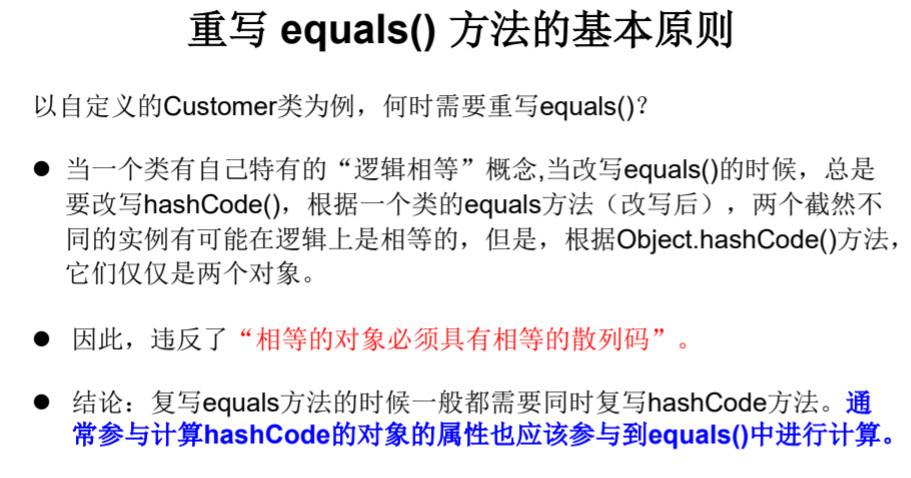 重写 equals() 方法的基本原则
以自定义的Customer类为例，何时需要重写equals()？
● 当一个类有自己特有的“逻辑相等”概念,当改写equals()的时候，总是
要改写hashCode()，根据一个类的equals方法（改写后），两个截然不
同的实例有可能在逻辑上是相等的，但是，根据Object.hashCode()方法，
它们仅仅是两个对象。
● 因此，违反了“相等的对象必须具有相等的散列码”。
● 结论：复写equals方法的时候一般都需要同时复写hashCode方法。通
常参与计算hashCode的对象的属性也应该参与到equals()中进行计算。